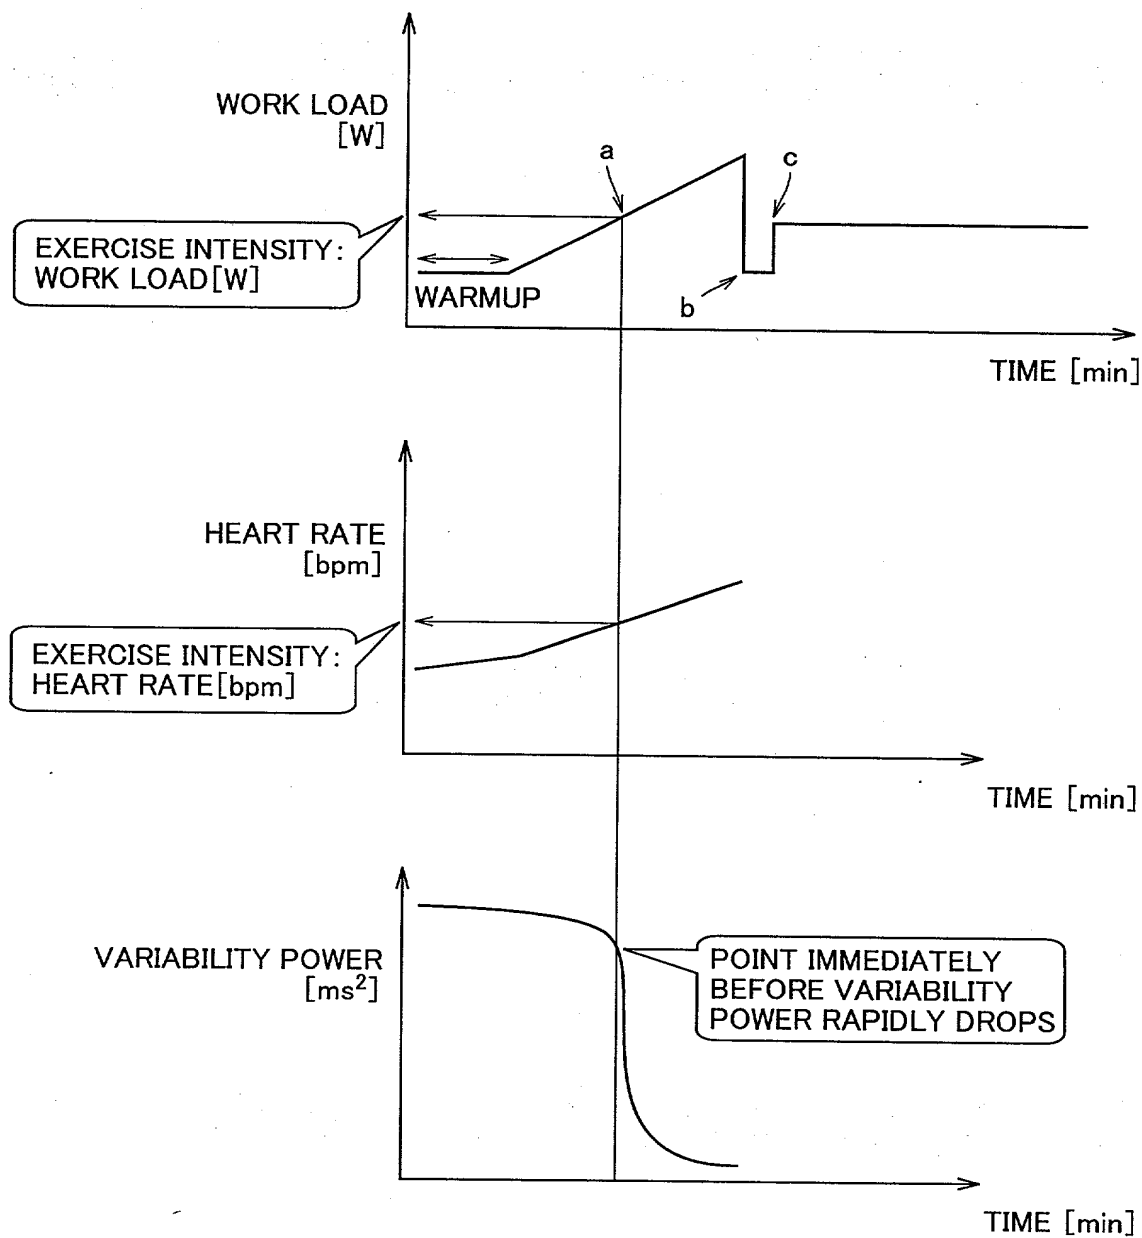 WORK LOAD
[W]
a
c
EXERCISE INTENSITY:
WORK LOAD[W]
WARMUP
b
TIME [min]
HEART RATE
[bpm]
EXERCISE INTENSITY:
HEART RATE[bpm]
TIME [min]
VARIABILITY POWER
[ms²]
POINT IMMEDIATELY
BEFORE VARIABILITY
POWER RAPIDLY DROPS
TIME [min]